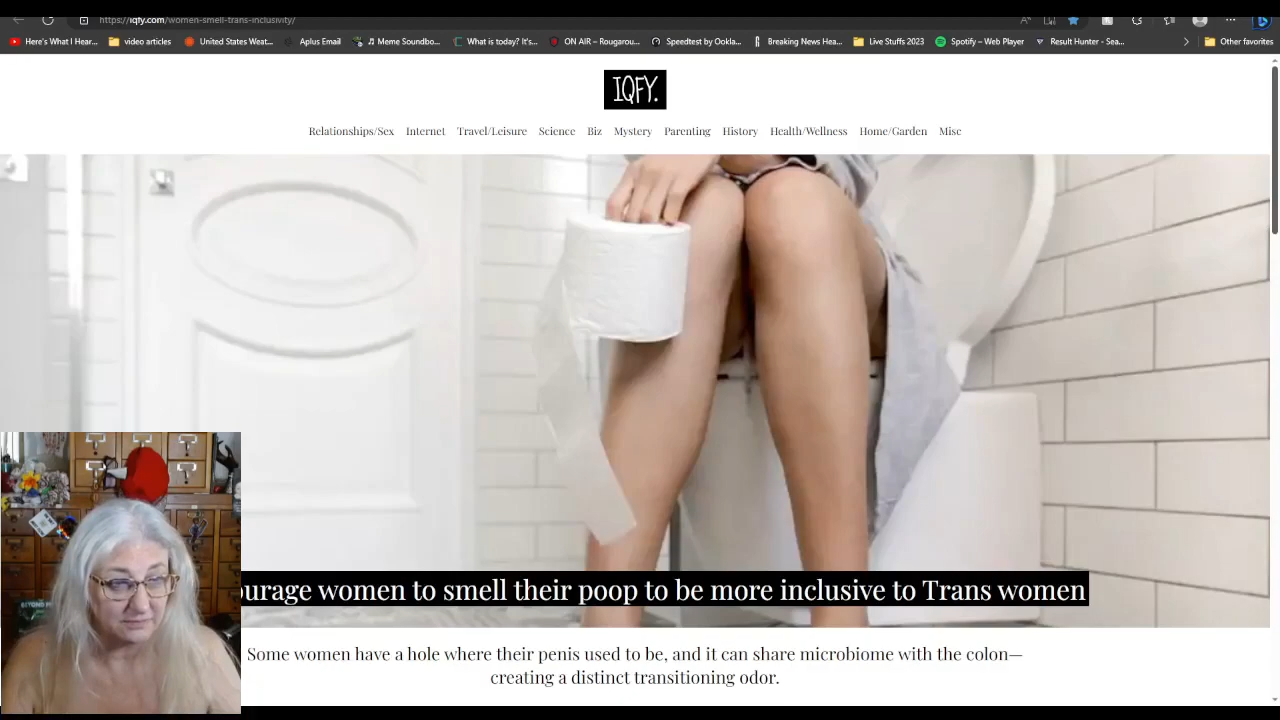 https://iqfy.com/women-smell-trans-inclusivity/
Here's What I Hear... video articles United States Weat... Aplus Email 🎵 A Meme Soundbo... What is today? It's... ON AIR – Rougarou... Speedtest by Ookla... Breaking News Hea... Live Stuffs 2023 Spotify – Web Player Result Hunter - Sea... Other favorites
IQFY.
Relationships/Sex Internet Travel/Leisure Science Biz Mystery Parenting History Health/Wellness Home/Garden Misc
ourage women to smell their poop to be more inclusive to Trans women
Some women have a hole where their penis used to be, and it can share microbiome with the colon—
creating a distinct transitioning odor.